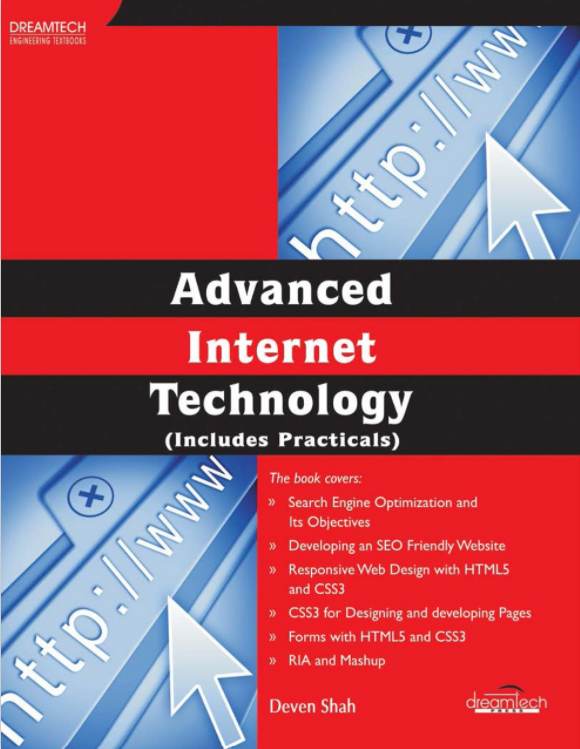 DREAMTECH
ENGINEERING TEXTBOOKS
http://ww
Advanced
Internet
Technology
(Includes Practicals)
http://www
The book covers:
» Search Engine Optimization and
Its Objectives
» Developing an SEO Friendly Website
» Responsive Web Design with HTML5
and CSS3
» CSS3 for Designing and developing Pages
» Forms with HTML5 and CSS3
» RIA and Mashup
Deven Shah
dreamtech
PRESS